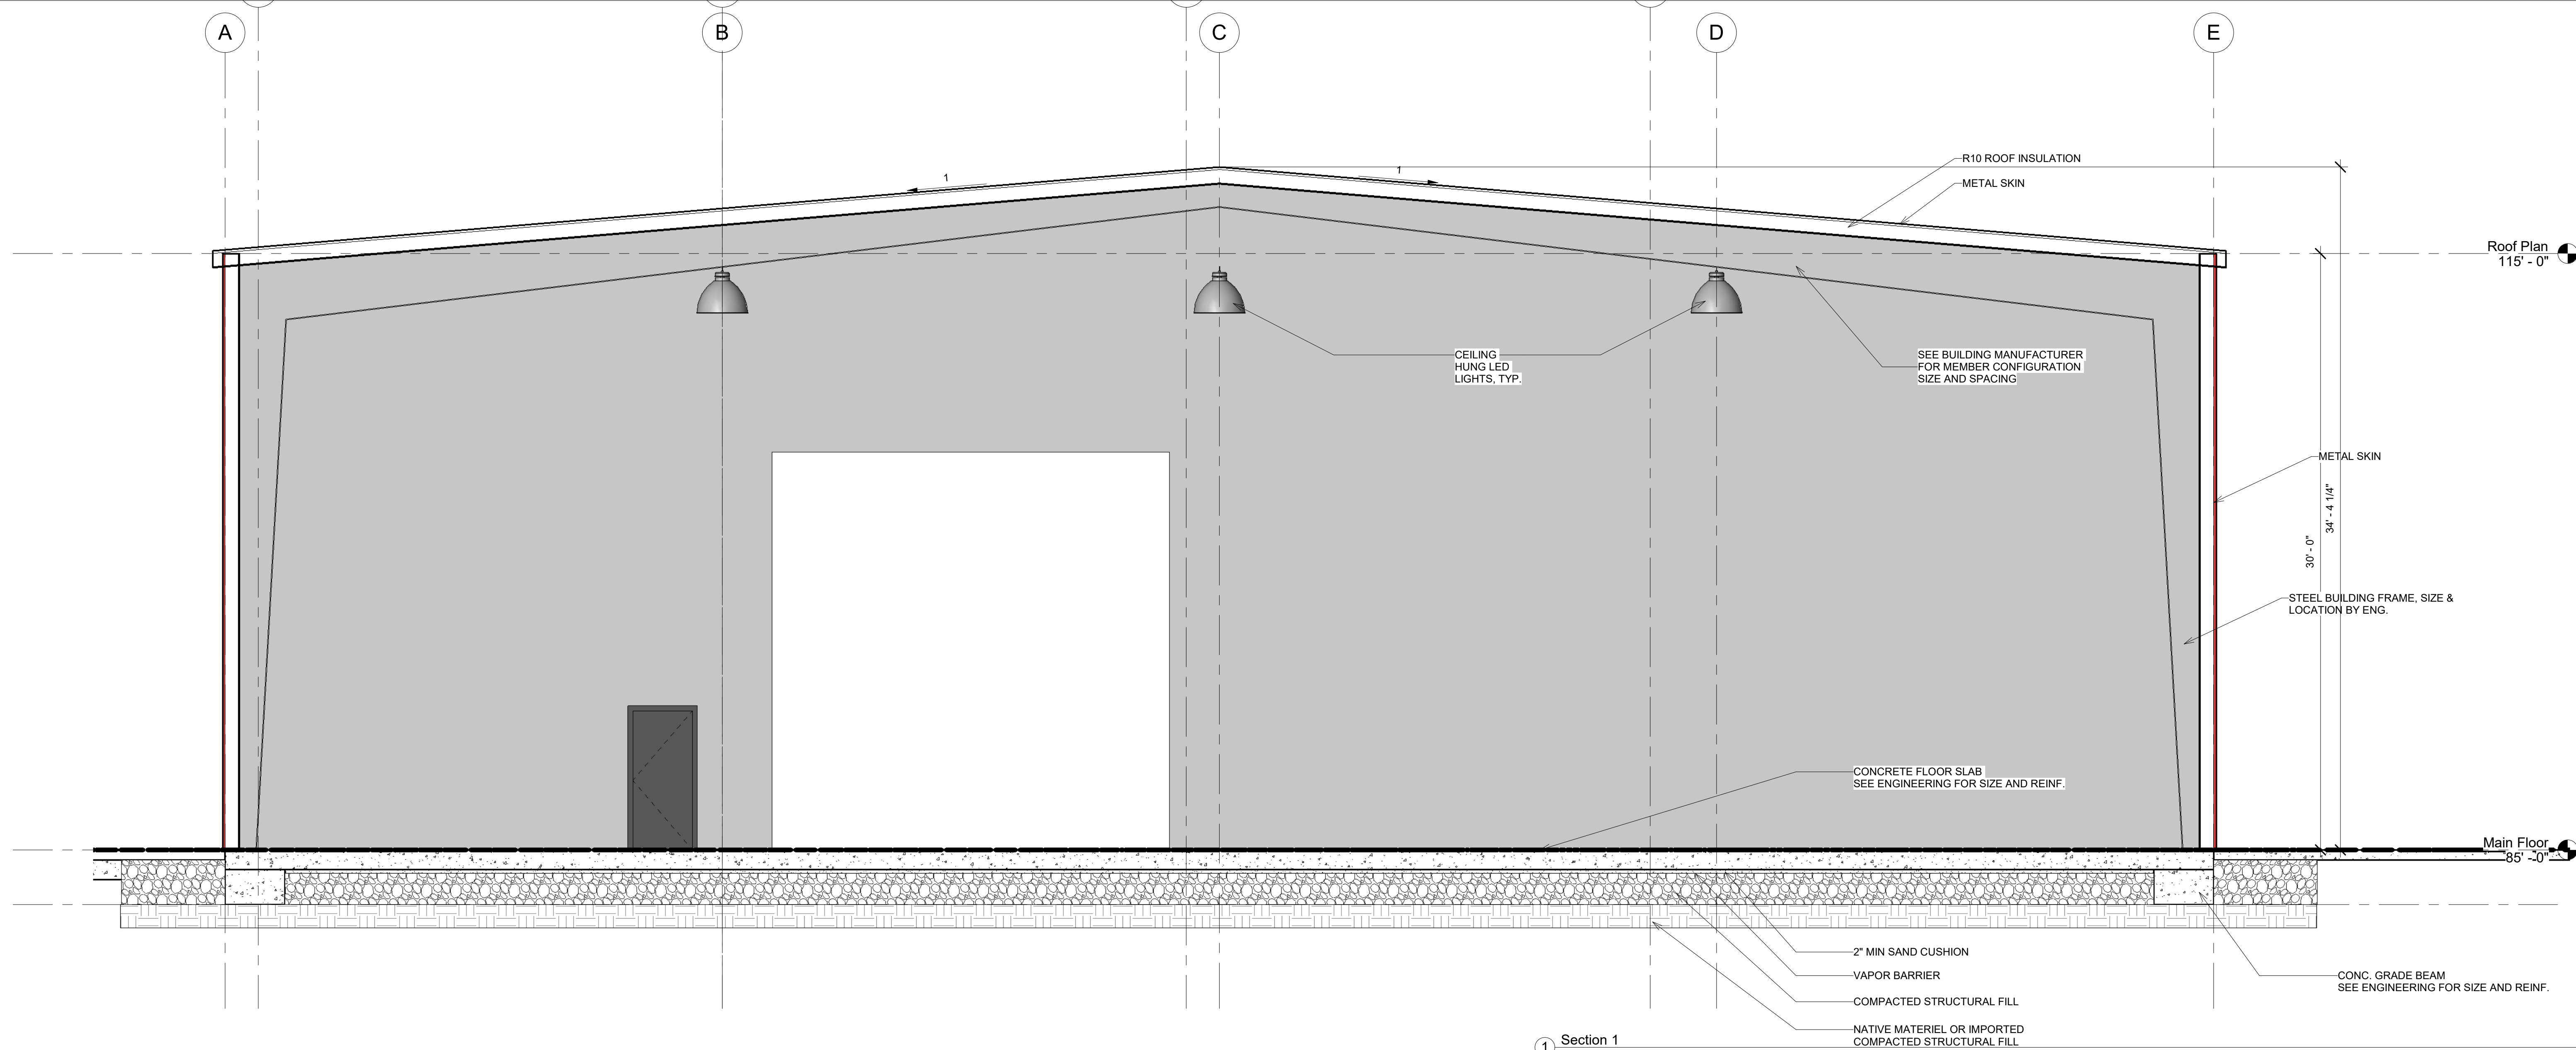 A
B
C
D
E
1
1
R10 ROOF INSULATION
METAL SKIN
Roof Plan
115' - 0"
CEILING
HUNG LED
LIGHTS, TYP.
SEE BUILDING MANUFACTURER
FOR MEMBER CONFIGURATION
SIZE AND SPACING
METAL SKIN
34' - 4 1/4"
30' - 0"
STEEL BUILDING FRAME, SIZE &
LOCATION BY ENG.
CONCRETE FLOOR SLAB
SEE ENGINEERING FOR SIZE AND REINF.
Main Floor
85' - 0"
2" MIN SAND CUSHION
VAPOR BARRIER
COMPACTED STRUCTURAL FILL
NATIVE MATERIEL OR IMPORTED
COMPACTED STRUCTURAL FILL
CONC. GRADE BEAM
SEE ENGINEERING FOR SIZE AND REINF.
1
Section 1